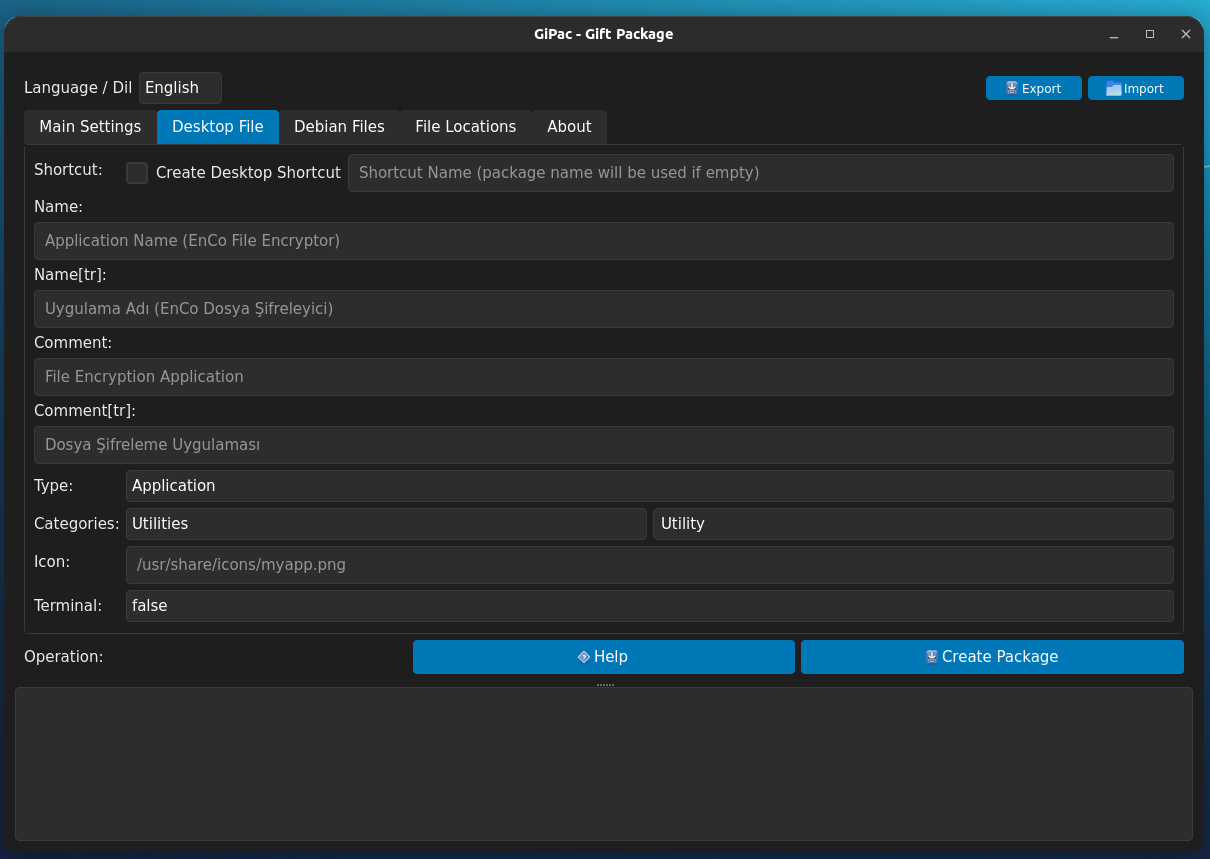 GiPac - Gift Package
Language / Dil English Export Import
Main Settings Desktop File Debian Files File Locations About
Shortcut: Create Desktop Shortcut Shortcut Name (package name will be used if empty)
Name:
Application Name (EnCo File Encryptor)
Name[tr]:
Uygulama Adı (EnCo Dosya Şifreleyici)
Comment:
File Encryption Application
Comment[tr]:
Dosya Şifreleme Uygulaması
Type: Application
Categories: Utilities Utility
Icon: /usr/share/icons/myapp.png
Terminal: false
Operation: Help Create Package